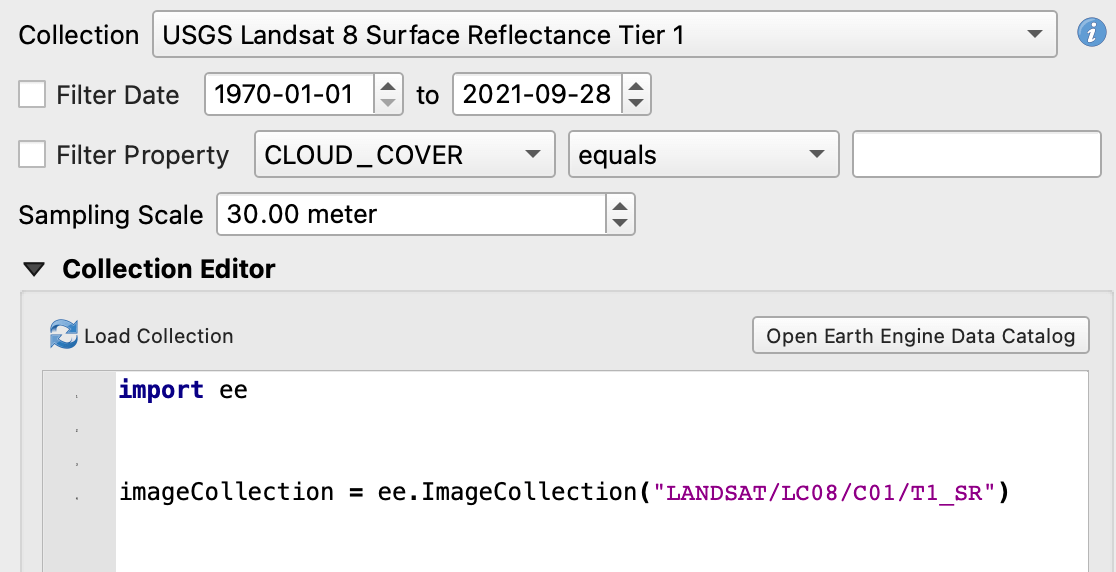 Collection USGS Landsat 8 Surface Reflectance Tier 1
Filter Date 1970-01-01 to 2021-09-28
Filter Property CLOUD_COVER equals
Sampling Scale 30.00 meter
Collection Editor
Load Collection Open Earth Engine Data Catalog
import ee
imageCollection = ee.ImageCollection("LANDSAT/LC08/C01/T1_SR")